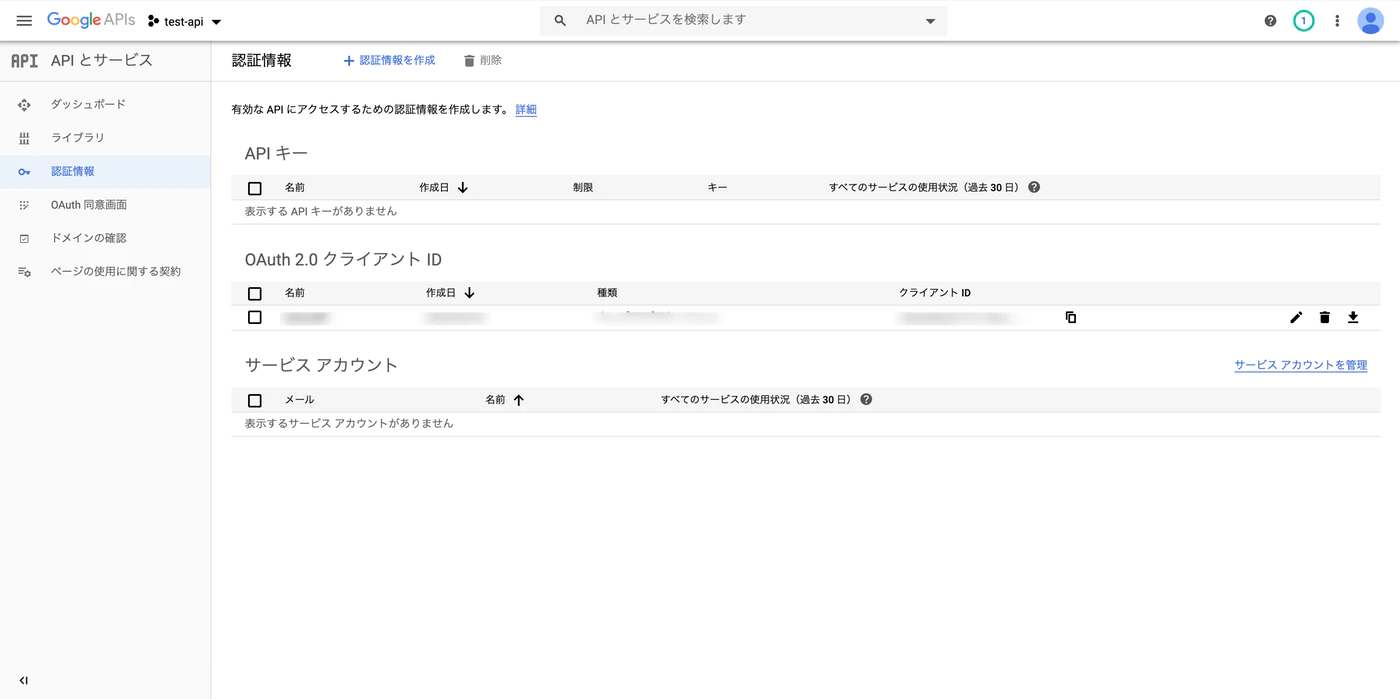 Google APIs test-api API とサービスを検索します 1
API API とサービス
ダッシュボード
ライブラリ
認証情報
OAuth 同意画面
ドメインの確認
ページの使用に関する契約
認証情報 + 認証情報を作成 削除
有効な API にアクセスするための認証情報を作成します。 詳細
API キー
名前 作成日 制限 キー すべてのサービスの使用状況（過去 30 日）
表示する API キーがありません
OAuth 2.0 クライアント ID
名前 作成日 種類 クライアント ID
サービス アカウント サービス アカウントを管理
メール 名前 すべてのサービスの使用状況（過去 30 日）
表示するサービス アカウントがありません